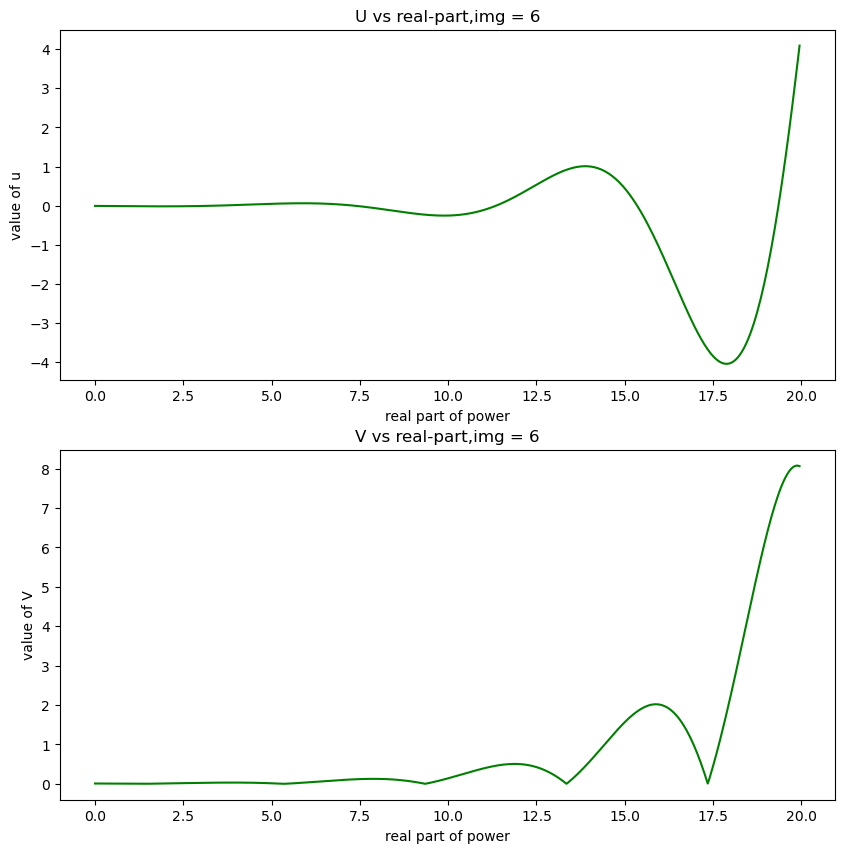 U vs real-part,img = 6
4
3
2
1
0
−1
−2
−3
−4
value of u
0.0 2.5 5.0 7.5 10.0 12.5 15.0 17.5 20.0
real part of power
V vs real-part,img = 6
8
7
6
5
4
3
2
1
0
value of V
0.0 2.5 5.0 7.5 10.0 12.5 15.0 17.5 20.0
real part of power